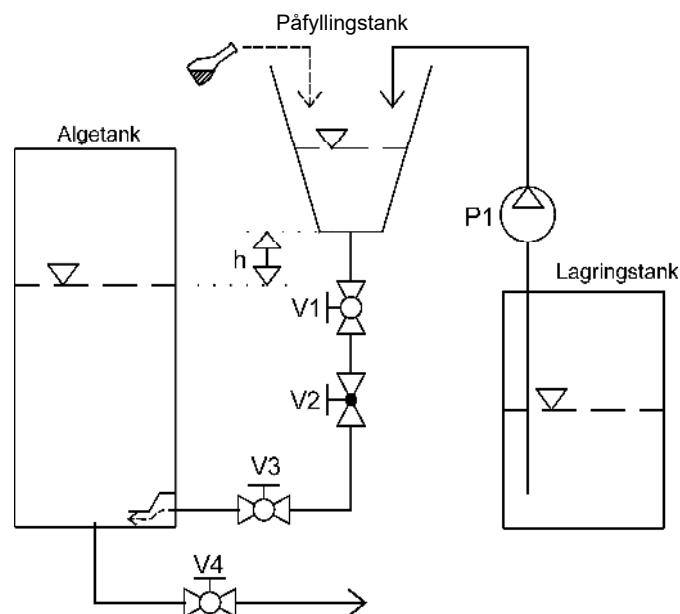 Påfyllingstank
Algetank
P1
h
Lagringstank
V1
V2
V3
V4